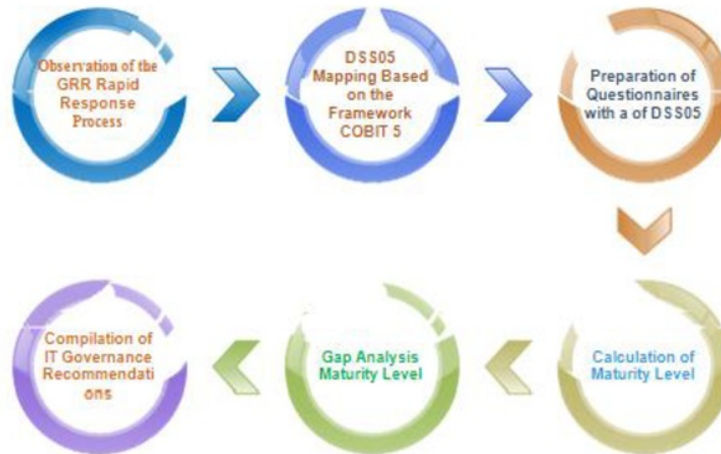 Observation of the
GRR Rapid
Response
Process
DSS05
Mapping Based
on the
Framework
COBIT 5
Preparation of
Questionnaires
with a of DSS05
Calculation of
Maturity Level
Gap Analysis
Maturity Level
Compilation of
IT Governance
Recommendati
ons